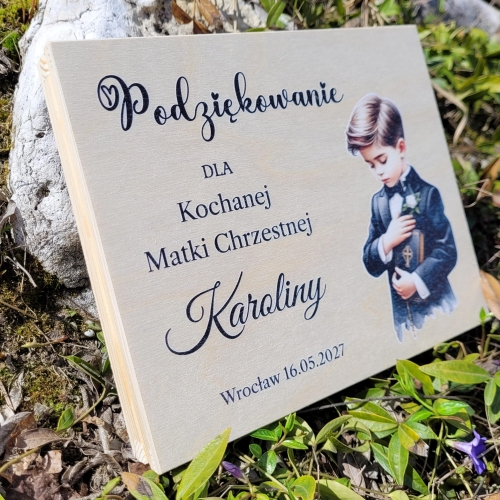 Podziękowanie
DLA
Kochanej
Matki Chrzestnej
Karoliny
Wrocław 16.05.2027